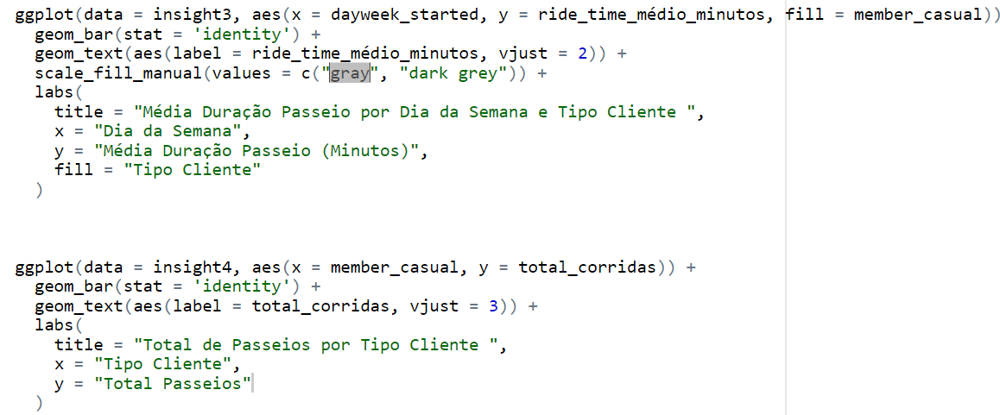 ggplot(data = insight3, aes(x = dayweek_started, y = ride_time_médio_minutos, fill = member_casual))
  geom_bar(stat = 'identity') +
  geom_text(aes(label = ride_time_médio_minutos, vjust = 2)) +
  scale_fill_manual(values = c("gray", "dark grey")) +
  labs(
    title = "Média Duração Passeio por Dia da Semana e Tipo Cliente ",
    x = "Dia da Semana",
    y = "Média Duração Passeio (Minutos)",
    fill = "Tipo Cliente"
  )
ggplot(data = insight4, aes(x = member_casual, y = total_corridas)) +
  geom_bar(stat = 'identity') +
  geom_text(aes(label = total_corridas, vjust = 3)) +
  labs(
    title = "Total de Passeios por Tipo Cliente ",
    x = "Tipo Cliente",
    y = "Total Passeios"
  )